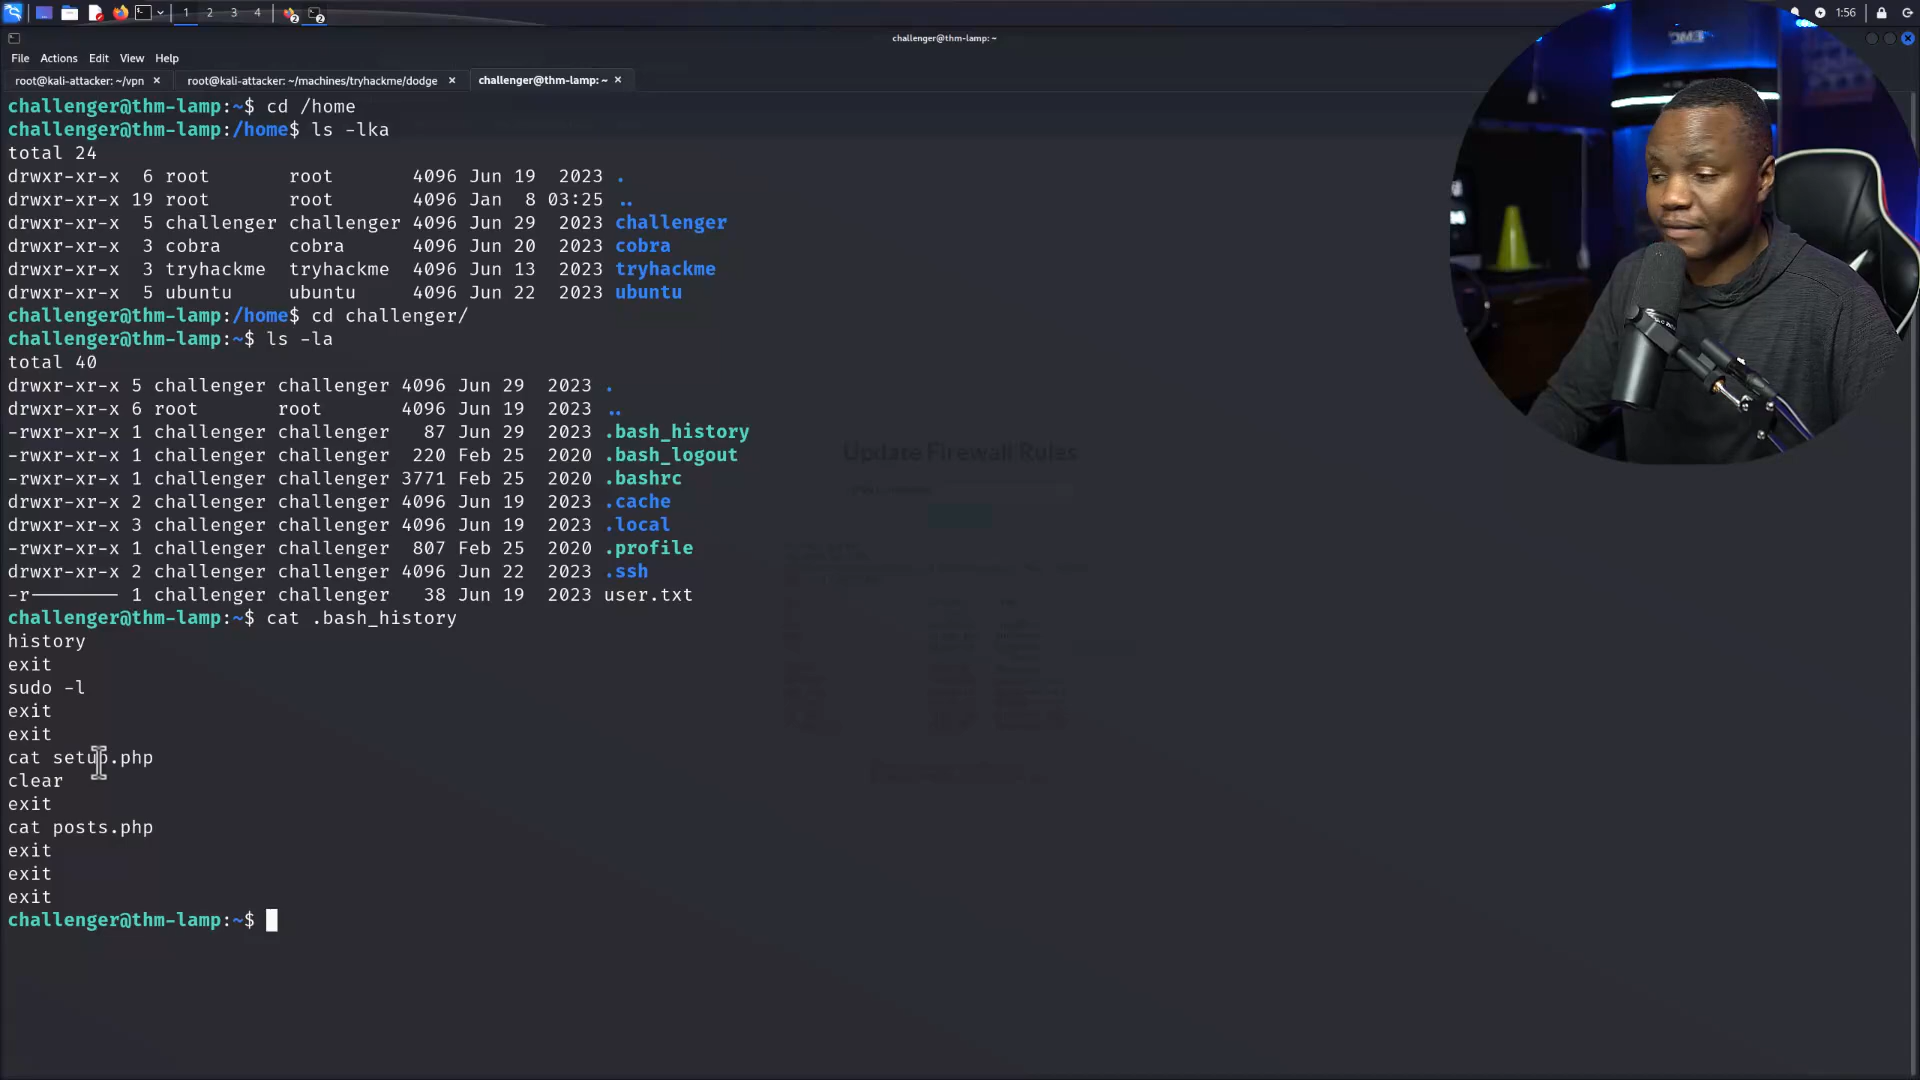 1 2 3 4
2
2
1:56
challenger@thm-lamp: ~
File Actions Edit View Help
root@kali-attacker: ~/vpn × root@kali-attacker: ~/machines/tryhackme/dodge × challenger@thm-lamp: ~ ×
challenger@thm-lamp:~$ cd /home
challenger@thm-lamp:/home$ ls -lka
total 24
drwxr-xr-x 6 root root 4096 Jun 19 2023 .
drwxr-xr-x 19 root root 4096 Jan 8 03:25 ..
drwxr-xr-x 5 challenger challenger 4096 Jun 29 2023 challenger
drwxr-xr-x 3 cobra cobra 4096 Jun 20 2023 cobra
drwxr-xr-x 3 tryhackme tryhackme 4096 Jun 13 2023 tryhackme
drwxr-xr-x 5 ubuntu ubuntu 4096 Jun 22 2023 ubuntu
challenger@thm-lamp:/home$ cd challenger/
challenger@thm-lamp:~$ ls -la
total 40
drwxr-xr-x 5 challenger challenger 4096 Jun 29 2023 .
drwxr-xr-x 6 root root 4096 Jun 19 2023 ..
-rwxr-xr-x 1 challenger challenger 87 Jun 29 2023 .bash_history
-rwxr-xr-x 1 challenger challenger 220 Feb 25 2020 .bash_logout
-rwxr-xr-x 1 challenger challenger 3771 Feb 25 2020 .bashrc
drwxr-xr-x 2 challenger challenger 4096 Jun 19 2023 .cache
drwxr-xr-x 3 challenger challenger 4096 Jun 19 2023 .local
-rwxr-xr-x 1 challenger challenger 807 Feb 25 2020 .profile
drwxr-xr-x 2 challenger challenger 4096 Jun 22 2023 .ssh
-r-------- 1 challenger challenger 38 Jun 19 2023 user.txt
challenger@thm-lamp:~$ cat .bash_history
history
exit
sudo -l
exit
exit
cat setup.php
clear
exit
cat posts.php
exit
exit
exit
challenger@thm-lamp:~$
Update Firewall Rules